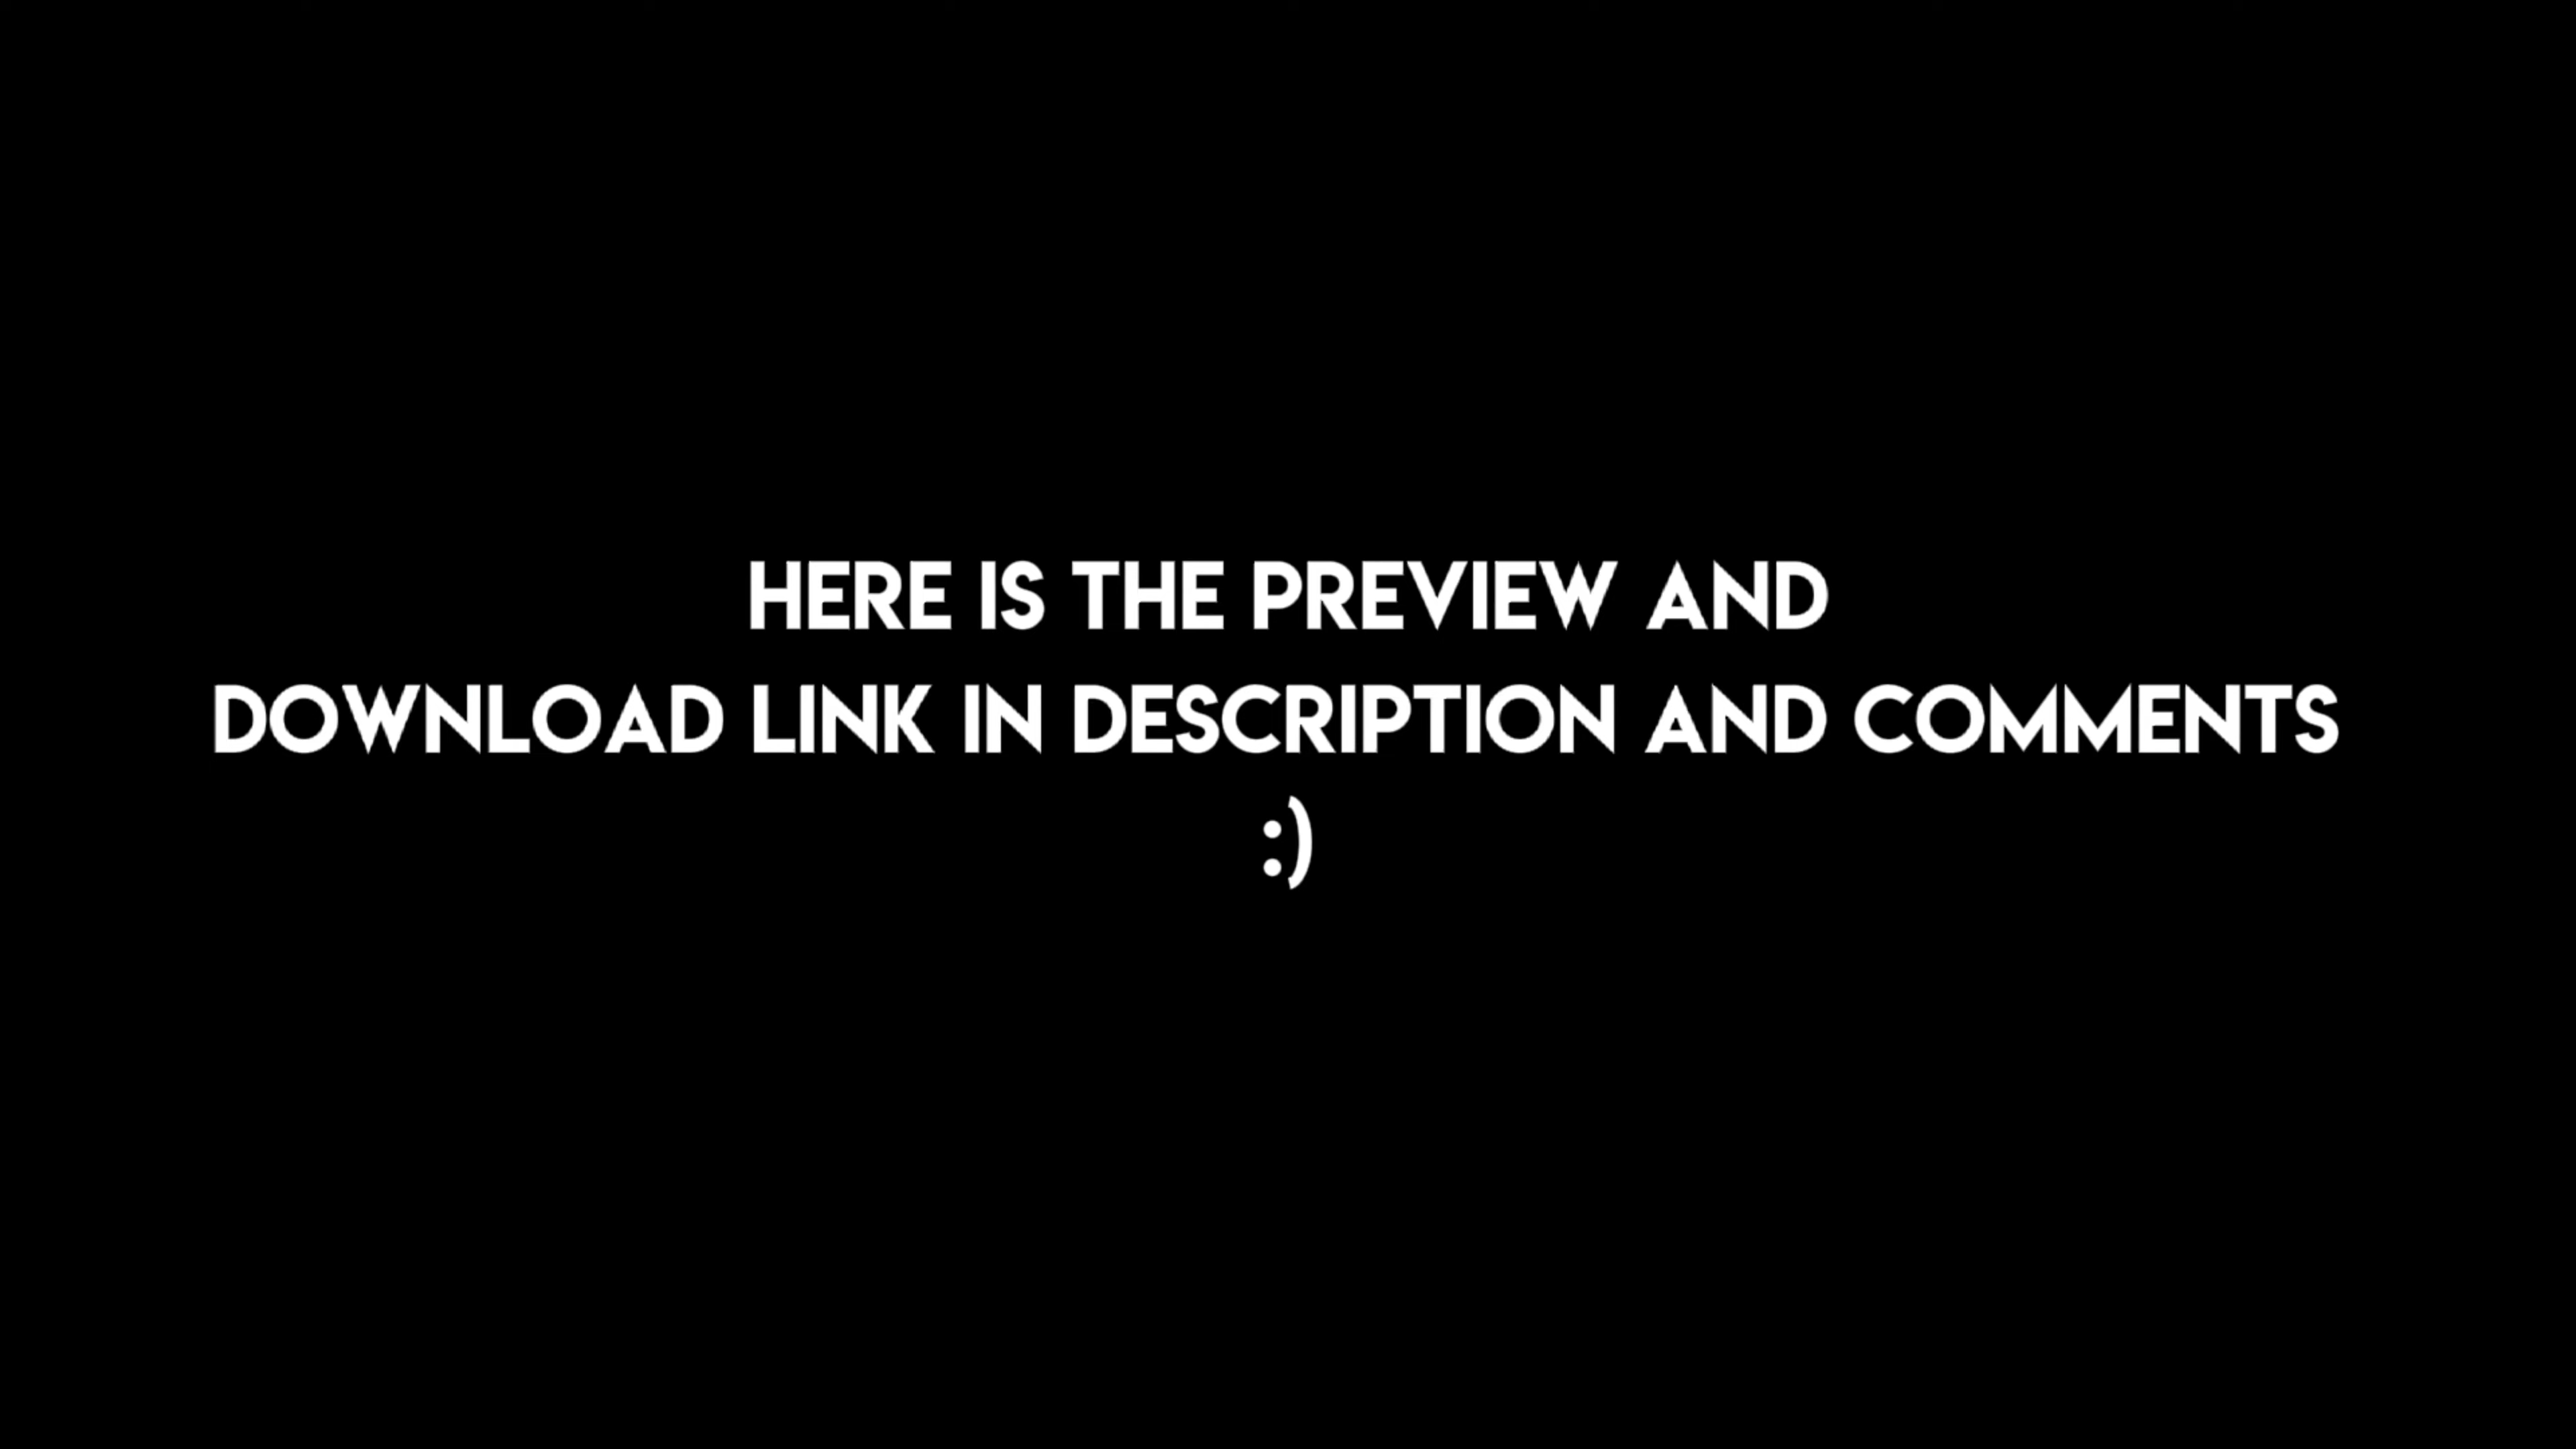 HERE IS THE PREVIEW AND
DOWNLOAD LINK IN DESCRIPTION AND COMMENTS
:)